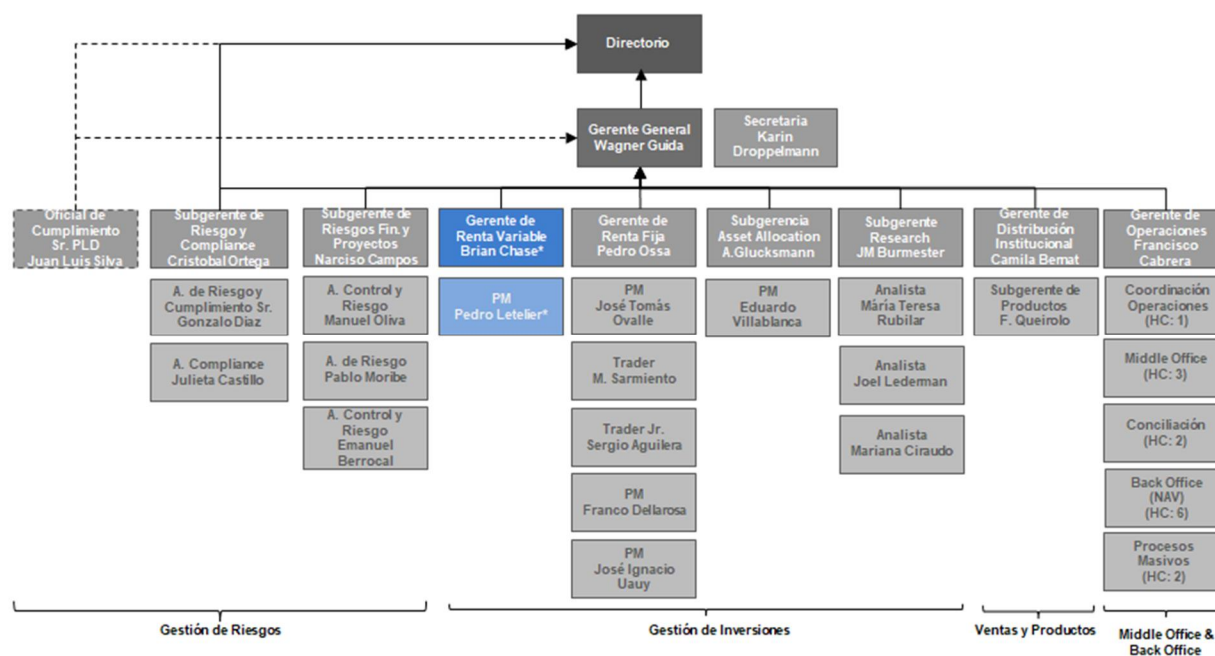 Directorio
Gerente General
Wagner Guida
Secretaria
Karin
Droppelmann
Oficial de
Cumplimiento
Sr. PLD
Juan Luis Silva
Subgerente de
Riesgo y
Compliance
Cristobal Ortega
A. de Riesgo y
Cumplimiento Sr.
Gonzalo Diaz
A. Compliance
Julieta Castillo
Subgerente de
Riesgos Fin. y
Proyectos
Narciso Campos
A. Control y
Riesgo
Manuel Oliva
A. de Riesgo
Pablo Moribe
A. Control y
Riesgo
Emanuel
Berrocal
Gerente de
Renta Variable
Brian Chase*
PM
Pedro Letelier*
Gerente de
Renta Fija
Pedro Ossa
PM
José Tomás
Ovalle
Trader
M. Sarmiento
Trader Jr.
Sergio Aguilera
PM
Franco Dellarosa
PM
José Ignacio
Uauy
Subgerencia
Asset Allocation
A.Glucksmann
PM
Eduardo
Villablanca
Subgerente
Research
JM Burmester
Analista
María Teresa
Rubilar
Analista
Joel Lederman
Analista
Mariana Ciraudo
Gerente de
Distribución
Institucional
Camila Bernat
Subgerente de
Productos
F. Queirolo
Gerente de
Operaciones
Francisco
Cabrera
Coordinación
Operaciones
(HC: 1)
Middle Office
(HC: 3)
Conciliación
(HC: 2)
Back Office
(NAV)
(HC: 6)
Procesos
Masivos
(HC: 2)
Gestión de Riesgos
Gestión de Inversiones
Ventas y Productos
Middle Office &
Back Office